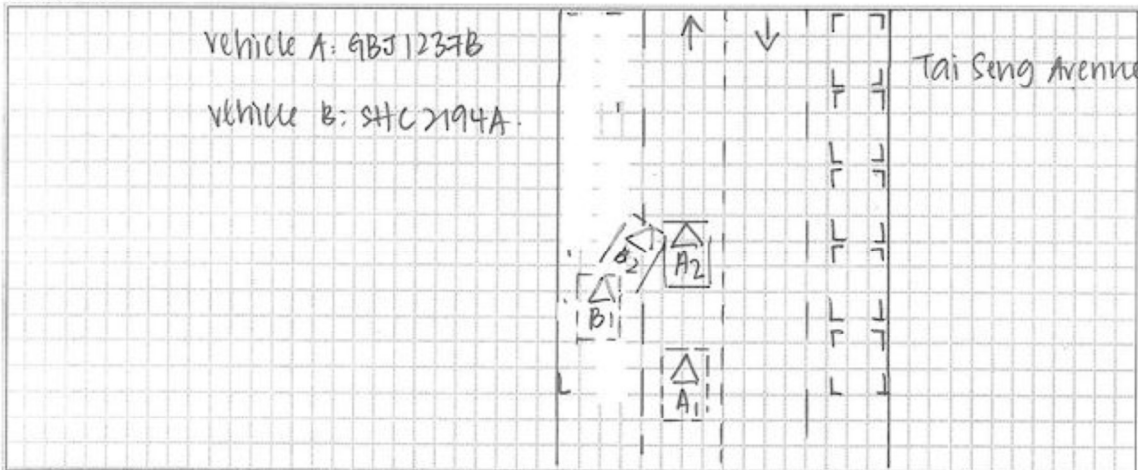 Vehicle A: GBJ1237B
Tai Seng Avenue
Vehicle B: SHC2194A.
B2
A2
B1
A1